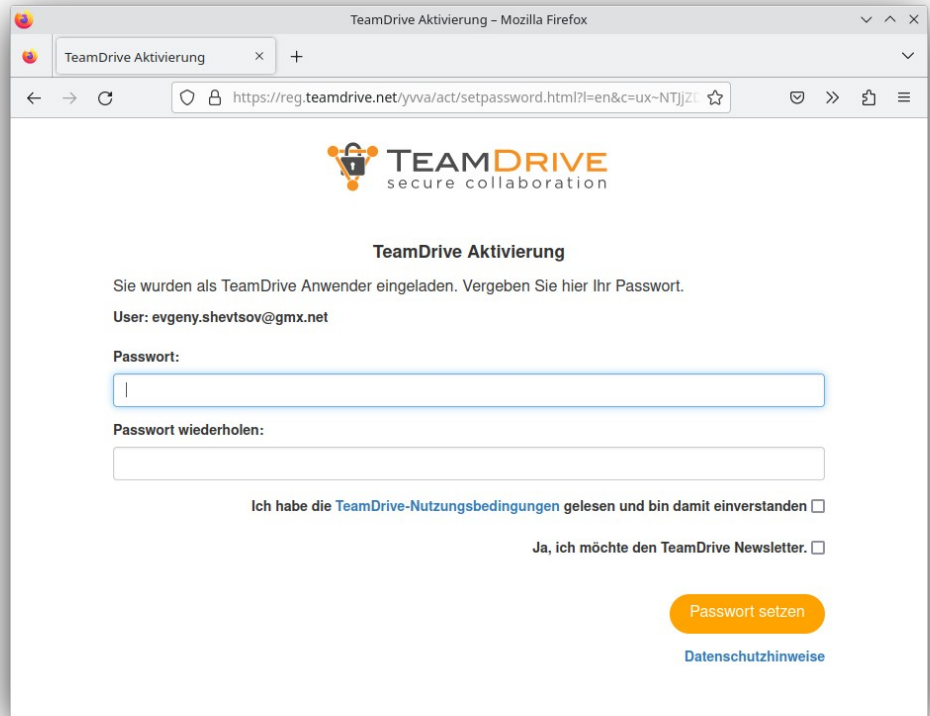 TeamDrive Aktivierung – Mozilla Firefox
TeamDrive Aktivierung
https://reg.teamdrive.net/yvva/act/setpassword.html?l=en&c=ux~NTJjZ
TEAMDRIVE
secure collaboration
TeamDrive Aktivierung
Sie wurden als TeamDrive Anwender eingeladen. Vergeben Sie hier Ihr Passwort.
User: evgeny.shevtsov@gmx.net
Passwort:
Passwort wiederholen:
Ich habe die TeamDrive-Nutzungsbedingungen gelesen und bin damit einverstanden
Ja, ich möchte den TeamDrive Newsletter.
Passwort setzen
Datenschutzhinweise